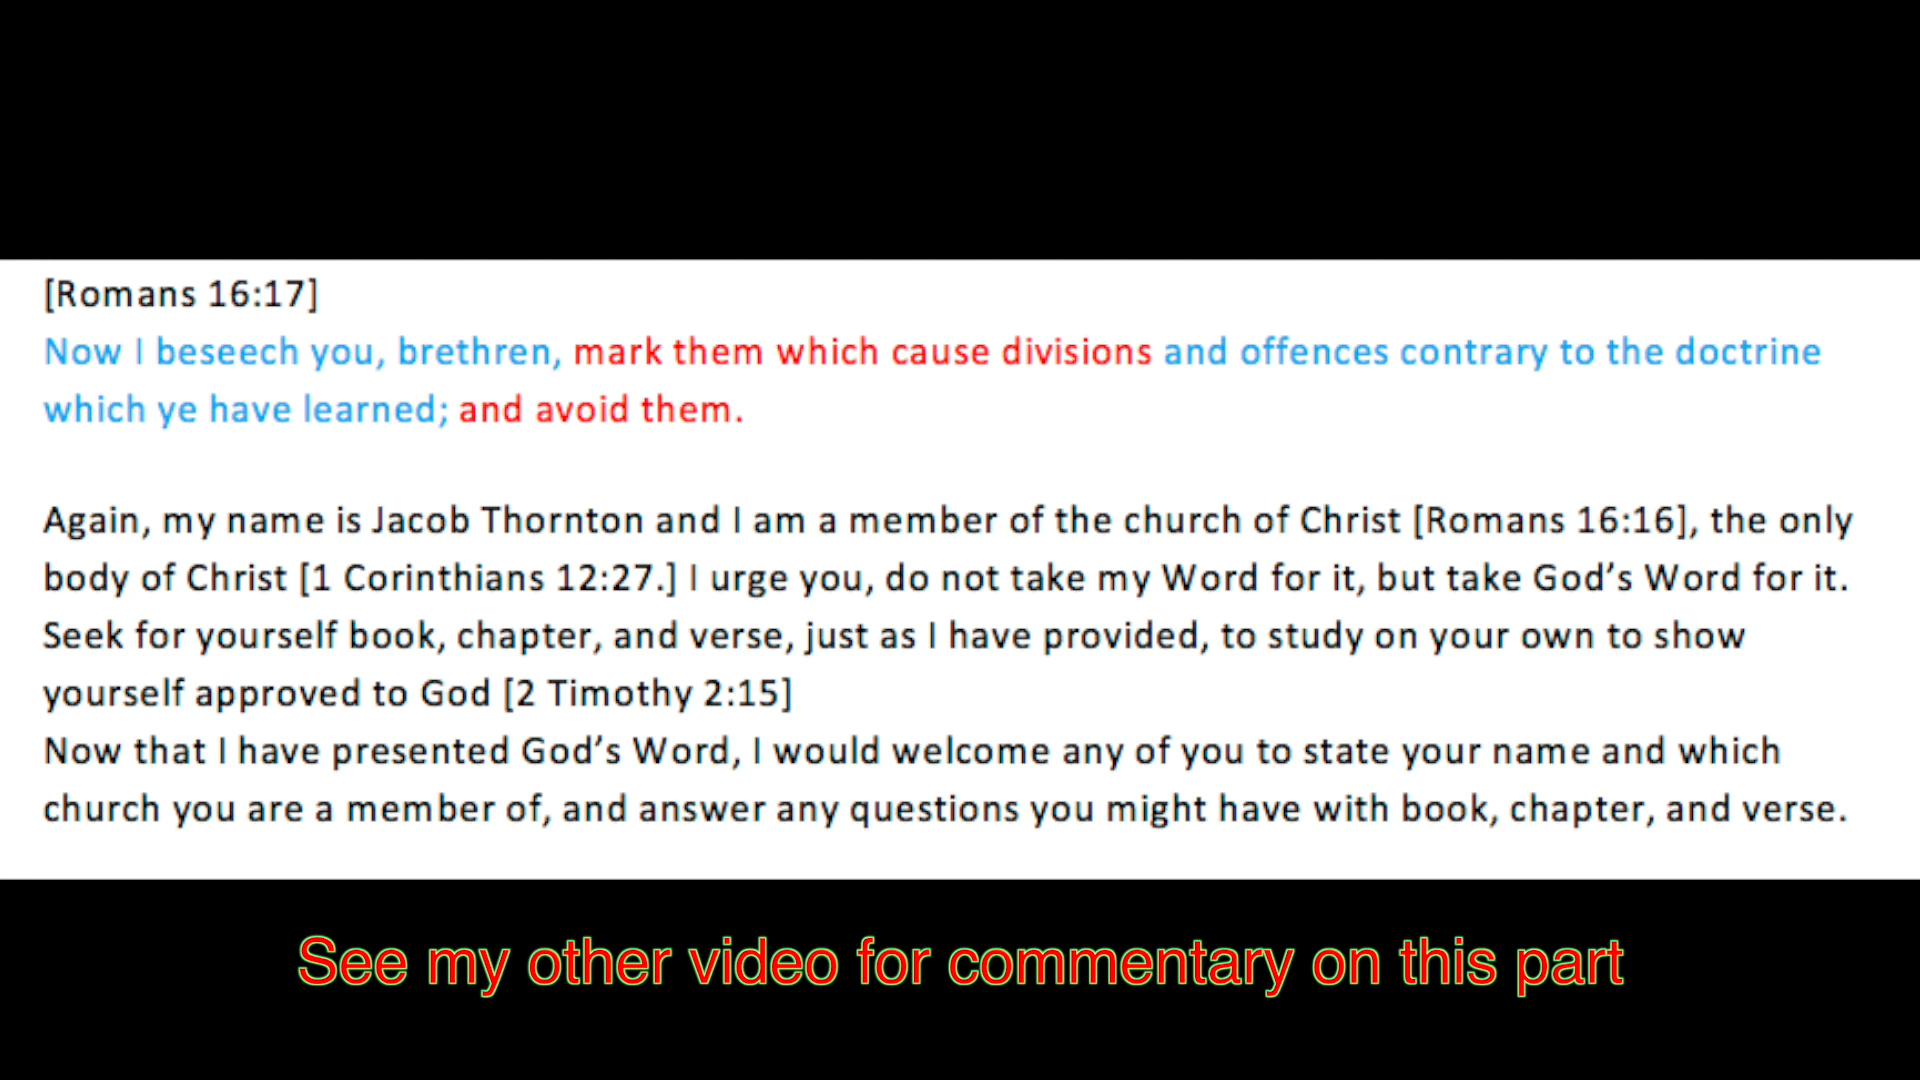 [Romans 16:17]
Now I beseech you, brethren, mark them which cause divisions and offences contrary to the doctrine
which ye have learned; and avoid them.
Again, my name is Jacob Thornton and I am a member of the church of Christ [Romans 16:16], the only
body of Christ [1 Corinthians 12:27.] I urge you, do not take my Word for it, but take God’s Word for it.
Seek for yourself book, chapter, and verse, just as I have provided, to study on your own to show
yourself approved to God [2 Timothy 2:15]
Now that I have presented God’s Word, I would welcome any of you to state your name and which
church you are a member of, and answer any questions you might have with book, chapter, and verse.
See my other video for commentary on this part